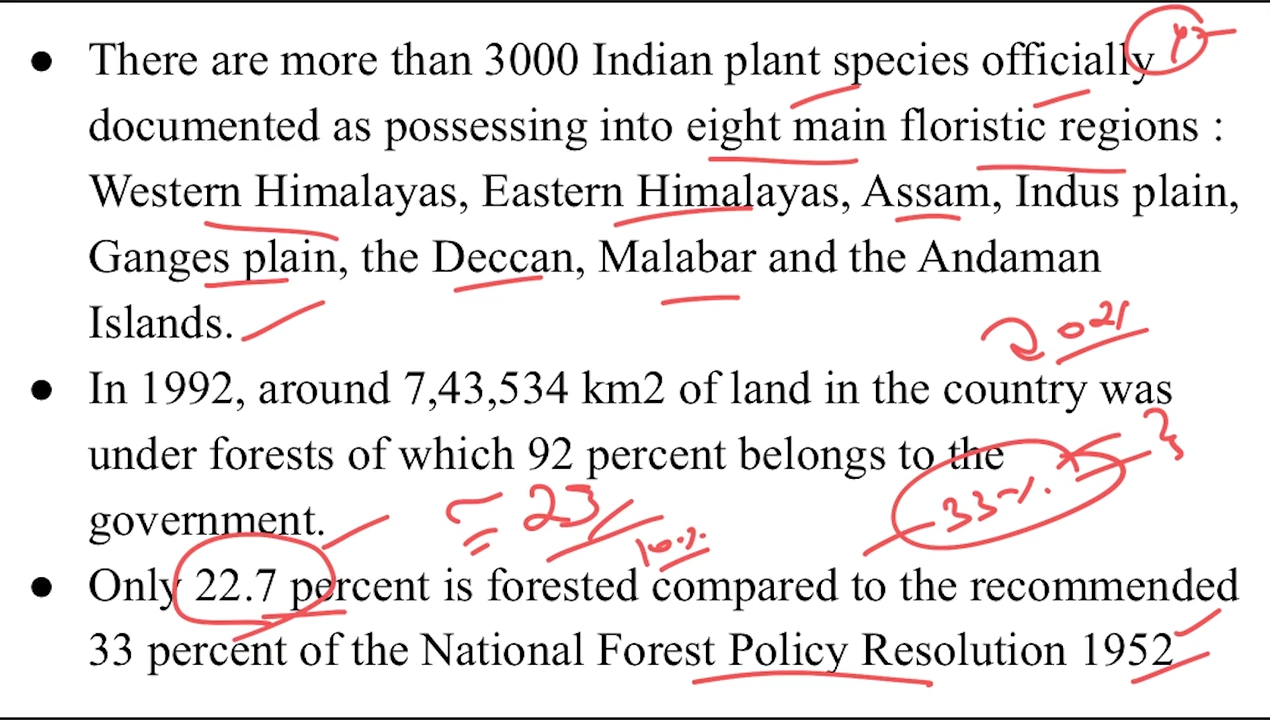 ● There are more than 3000 Indian plant species officially
documented as possessing into eight main floristic regions :
Western Himalayas, Eastern Himalayas, Assam, Indus plain,
Ganges plain, the Deccan, Malabar and the Andaman
Islands.
2021
● In 1992, around 7,43,534 km2 of land in the country was
under forests of which 92 percent belongs to the
33%.
government.
≈ 23
10%
● Only 22.7 percent is forested compared to the recommended
33 percent of the National Forest Policy Resolution 1952